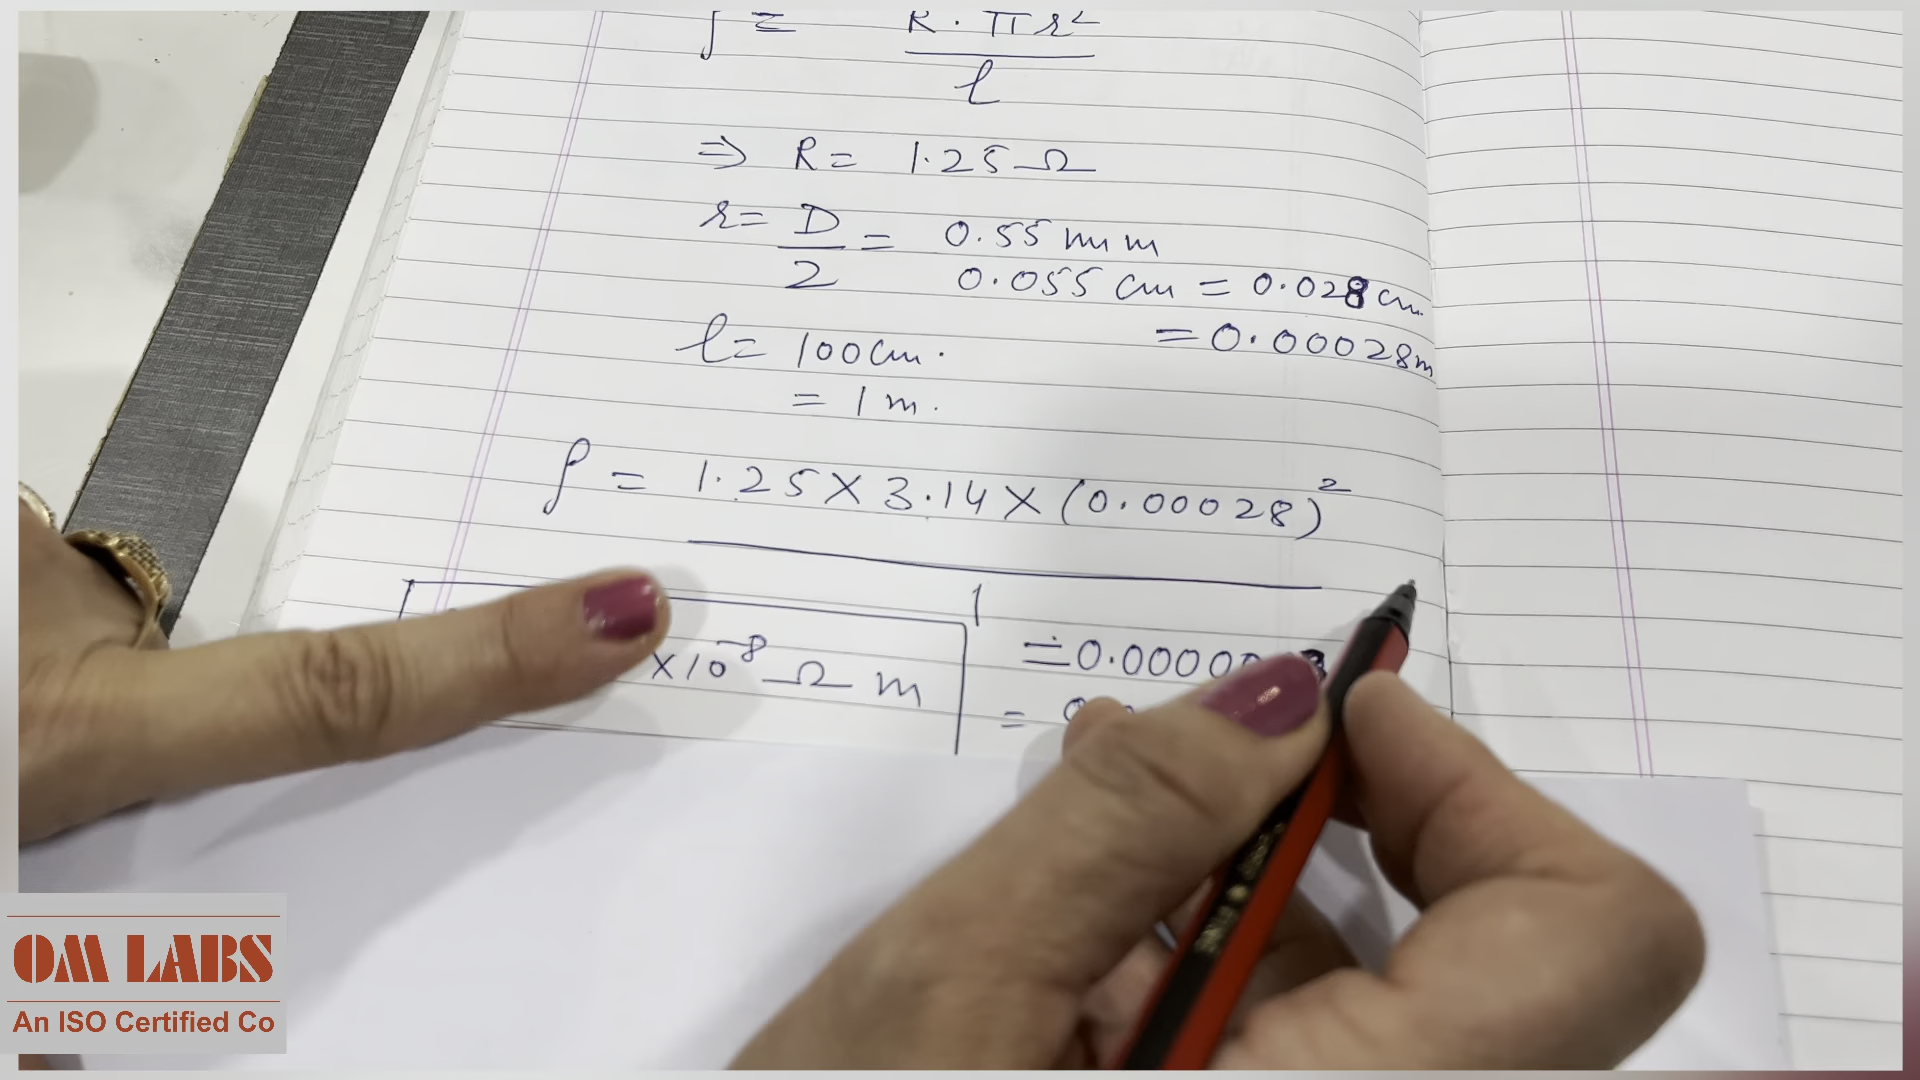 ρ = R · πr²
l
⇒ R = 1.25 Ω
r = D = 0.55 mm
2 0.055 cm = 0.028 cm
= 0.00028m
l = 100 cm.
= 1 m.
ρ = 1.25 × 3.14 × (0.00028)²
1
×10⁻⁸ Ω m
OM LABS
An ISO Certified Co